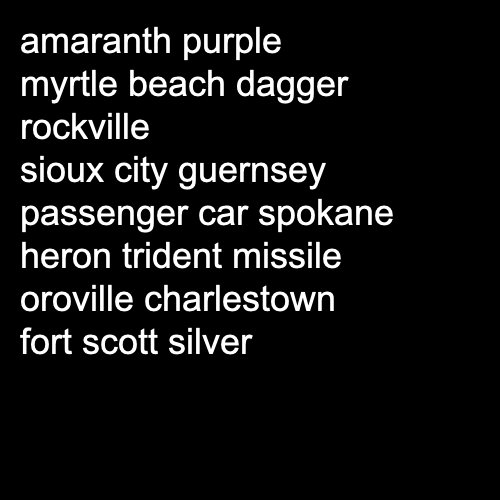 amaranth purple
myrtle beach dagger
rockville
sioux city guernsey
passenger car spokane
heron trident missile
oroville charlestown
fort scott silver